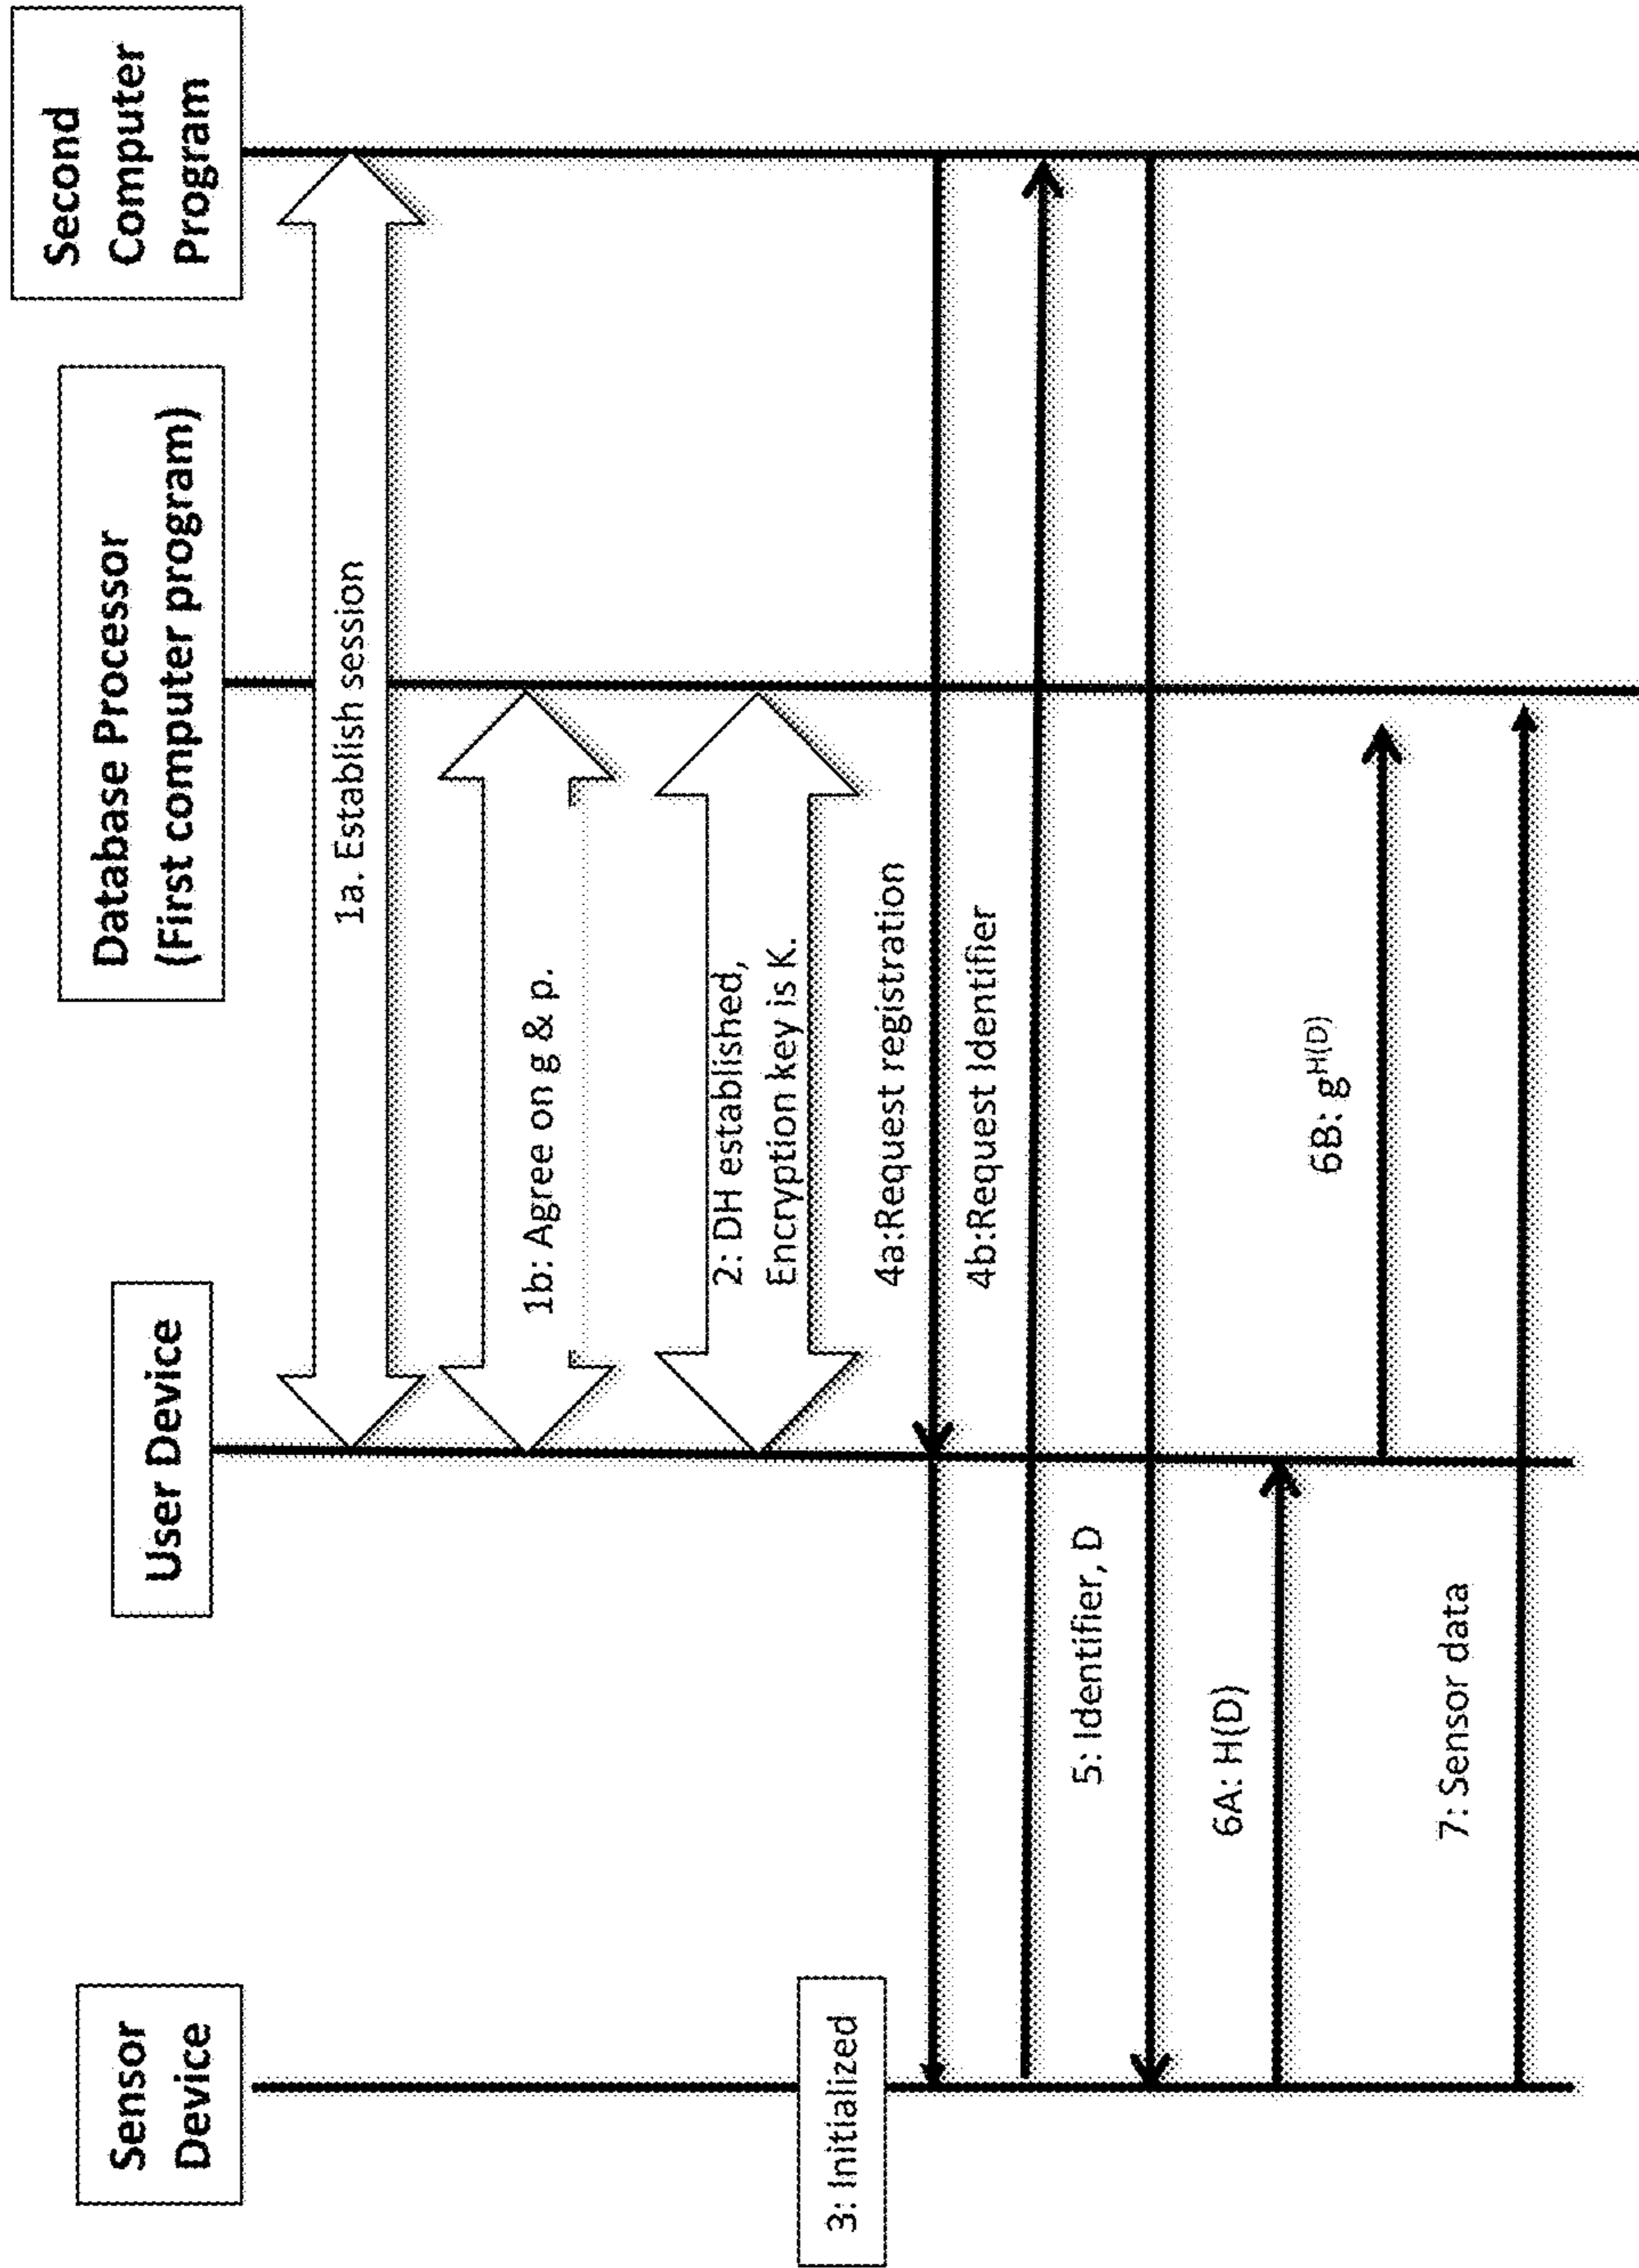 Sensor
Device
User Device
Database Processor
(First computer program)
Second
Computer
Program
1a. Establish session
1b: Agree on g & p.
2: DH established,
Encryption key is K.
3: Initialized
4a:Request registration
4b:Request Identifier
5: Identifier, D
6A: H(D)
6B: g^H(D)
7: Sensor data